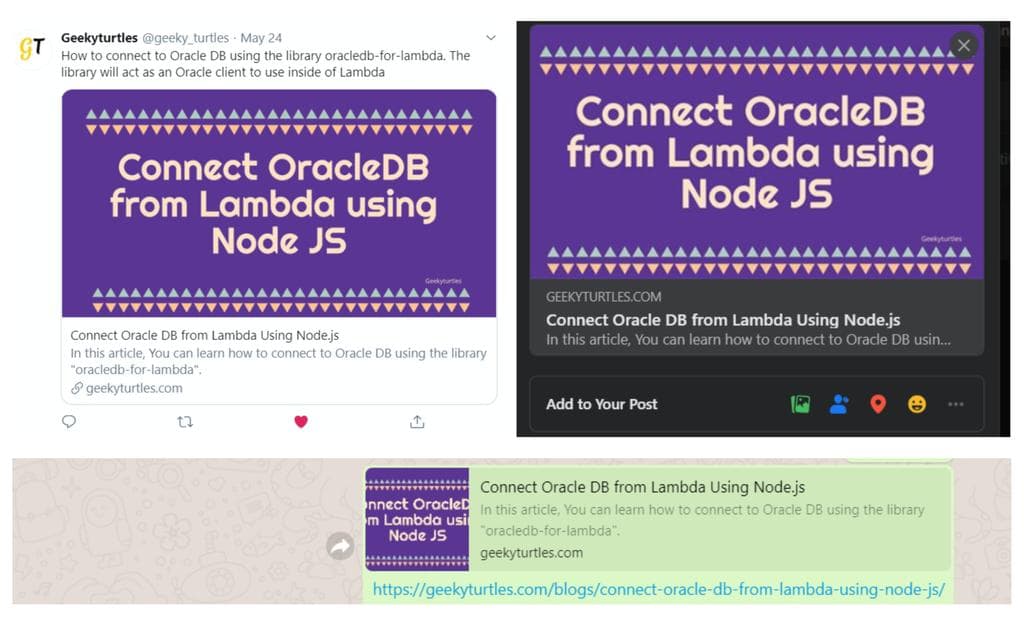 GT
Geekyturtles @geeky_turtles · May 24
How to connect to Oracle DB using the library oracledb-for-lambda. The
library will act as an Oracle client to use inside of Lambda
Connect OracleDB
from Lambda using
Node JS
Geekyturtles
Connect Oracle DB from Lambda Using Node.js
In this article, You can learn how to connect to Oracle DB using the library
"oracledb-for-lambda".
geekyturtles.com
Connect OracleDB
from Lambda using
Node JS
Geekyturtles
GEEKYTURTLES.COM
Connect Oracle DB from Lambda Using Node.js
In this article, You can learn how to connect to Oracle DB usin...
Add to Your Post
nnect OracleD
m Lambda usi
Node JS
Connect Oracle DB from Lambda Using Node.js
In this article, You can learn how to connect to Oracle DB using the library
"oracledb-for-lambda".
geekyturtles.com
https://geekyturtles.com/blogs/connect-oracle-db-from-lambda-using-node-js/